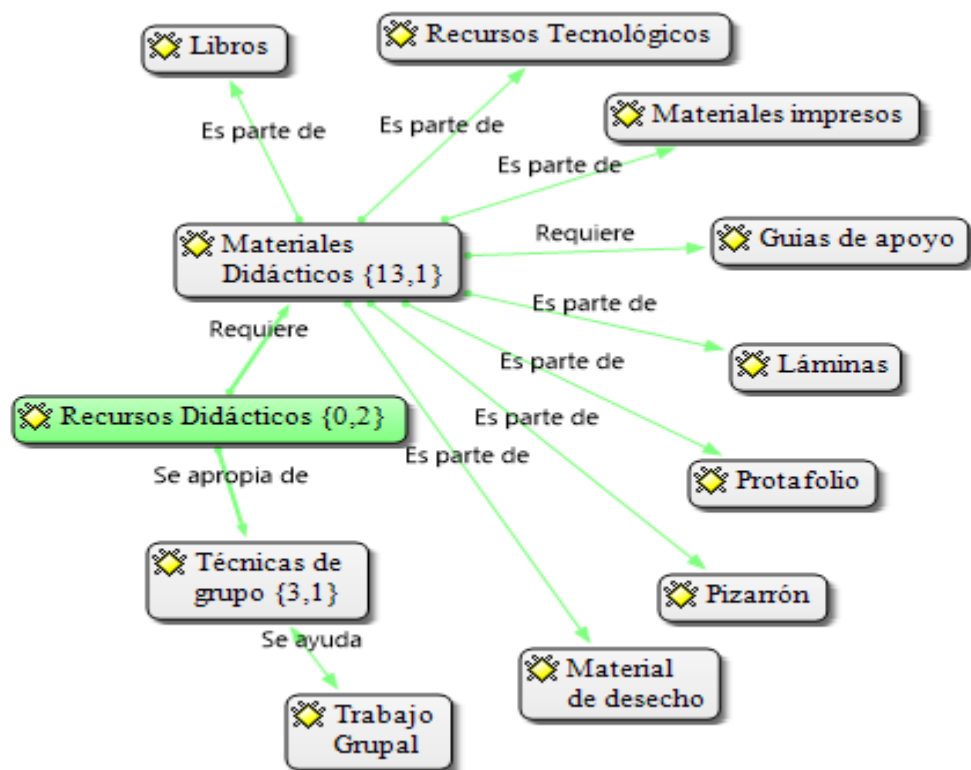 Libros
Recursos Tecnológicos
Es parte de
Es parte de
Materiales impresos
Es parte de
Materiales
Didácticos {13,1}
Requiere
Guias de apoyo
Es parte de
Requiere
Láminas
Es parte de
Recursos Didácticos {0,2}
Es parte de
Es parte de
Se apropia de
Protafolio
Técnicas de
grupo {3,1}
Pizarrón
Se ayuda
Material
de desecho
Trabajo
Grupal